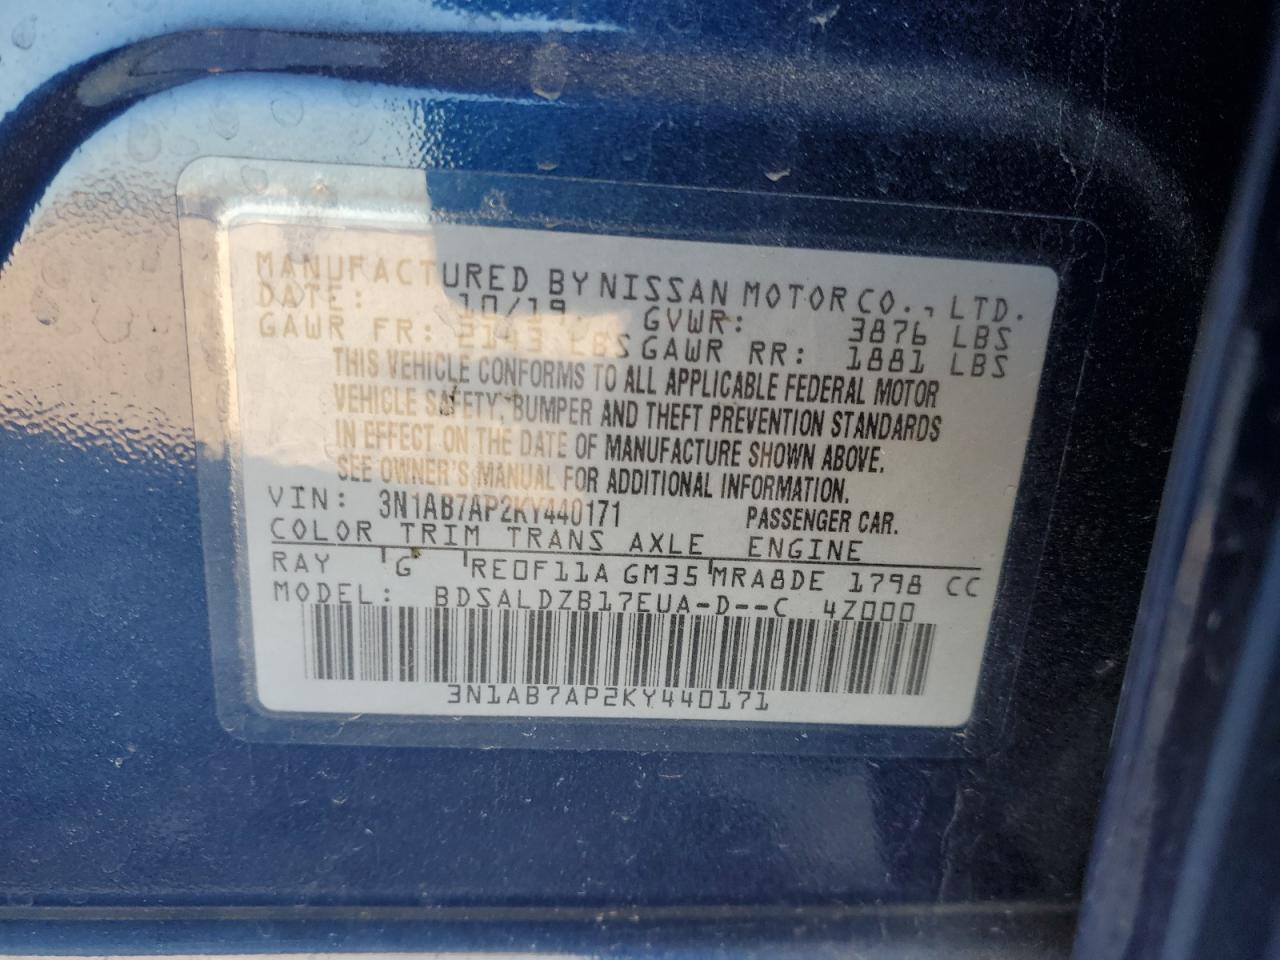 MANUFACTURED BY NISSAN MOTOR CO., LTD.
DATE: 10/19 GVWR: 3876 LBS
GAWR FR: 2143 LBS GAWR RR: 1881 LBS
THIS VEHICLE CONFORMS TO ALL APPLICABLE FEDERAL MOTOR
VEHICLE SAFETY, BUMPER AND THEFT PREVENTION STANDARDS
IN EFFECT ON THE DATE OF MANUFACTURE SHOWN ABOVE.
SEE OWNER'S MANUAL FOR ADDITIONAL INFORMATION.
VIN: 3N1AB7AP2KY440171 PASSENGER CAR.
COLOR TRIM TRANS AXLE ENGINE
RAY G RE0F11A GM35 MRA8DE 1798 CC
MODEL: BDSALDZB17EUA-D--C 4Z000
3N1AB7AP2KY440171